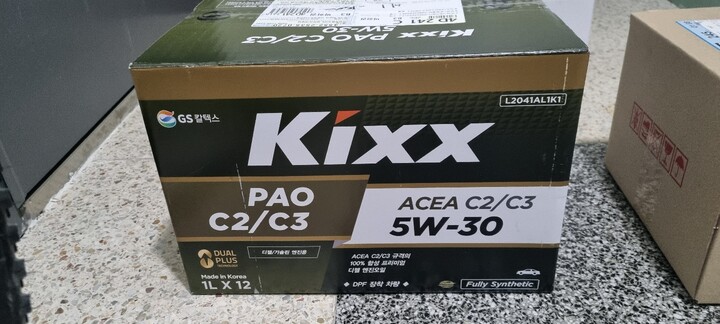 Kixx PAO C2/C3
5W-30
L2041AL1K1
GS 칼텍스
Kixx
PAO
C2/C3
ACEA C2/C3
5W-30
DUAL
PLUS
디젤/가솔린 엔진용
ACEA C2/C3 규격의
100% 합성 프리미엄
디젤 엔진오일
Made in Korea
1L X 12
DPF 장착 차량
Fully Synthetic